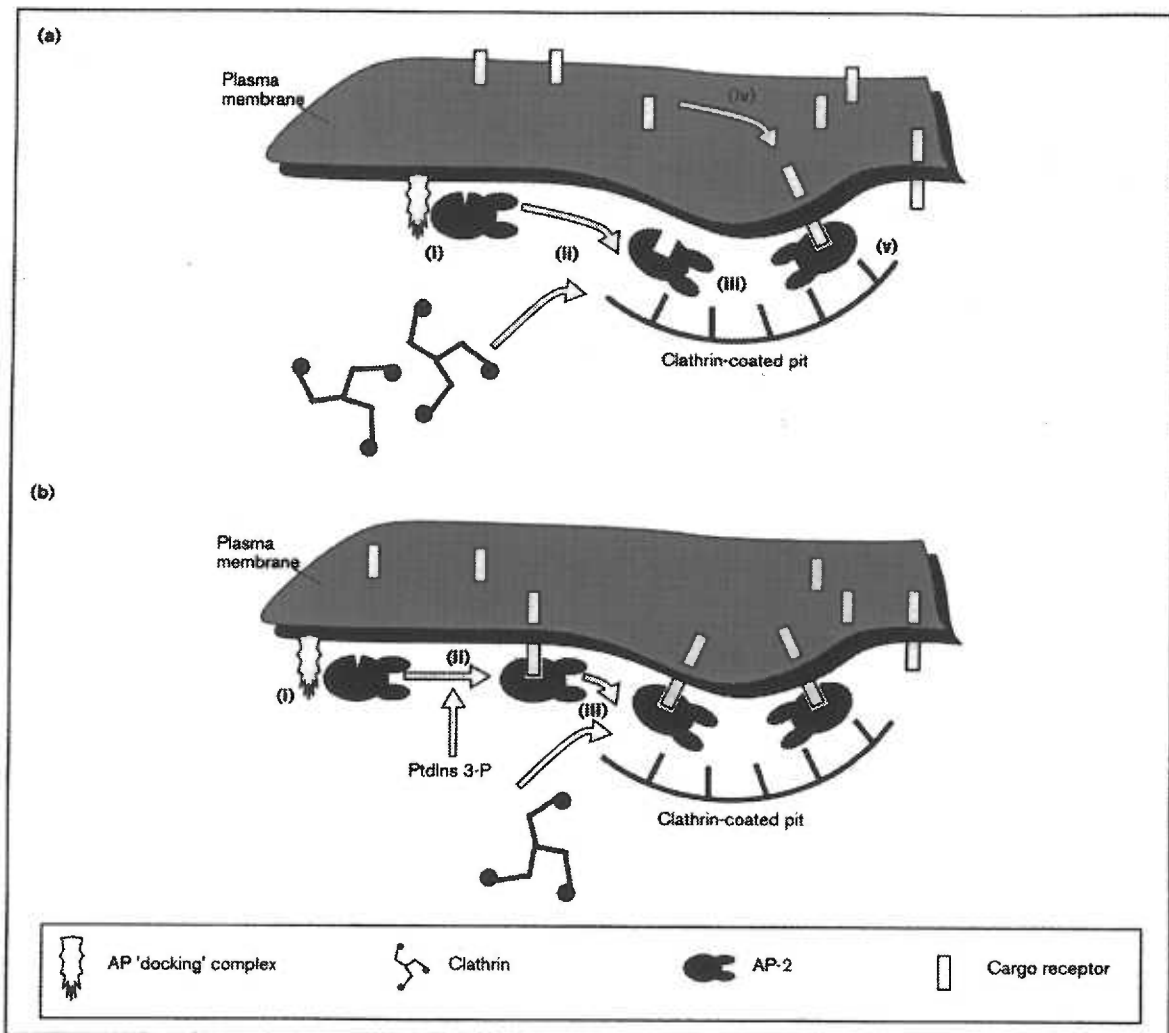 (a)
Plasma
membrane
(iv)
(i)
(ii)
(iii)
(v)
Clathrin-coated pit
(b)
Plasma
membrane
(i)
(ii)
(iii)
PtdIns 3-P
Clathrin-coated pit
AP 'docking' complex
Clathrin
AP-2
Cargo receptor